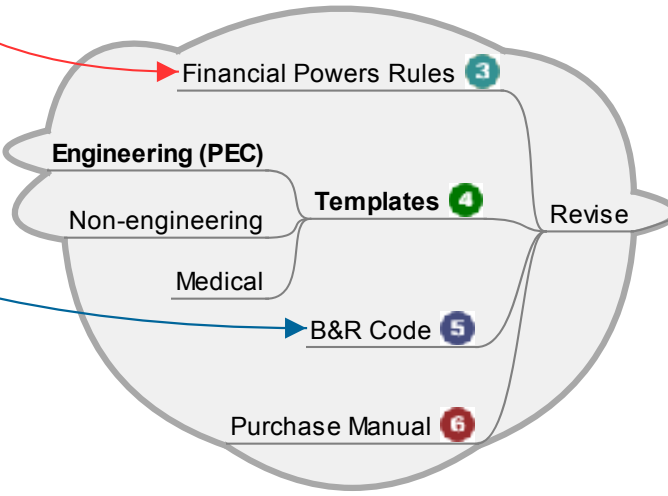 Financial Powers Rules 3
Engineering (PEC)
Templates 4
Revise
Non-engineering
Medical
B&R Code 5
Purchase Manual 6